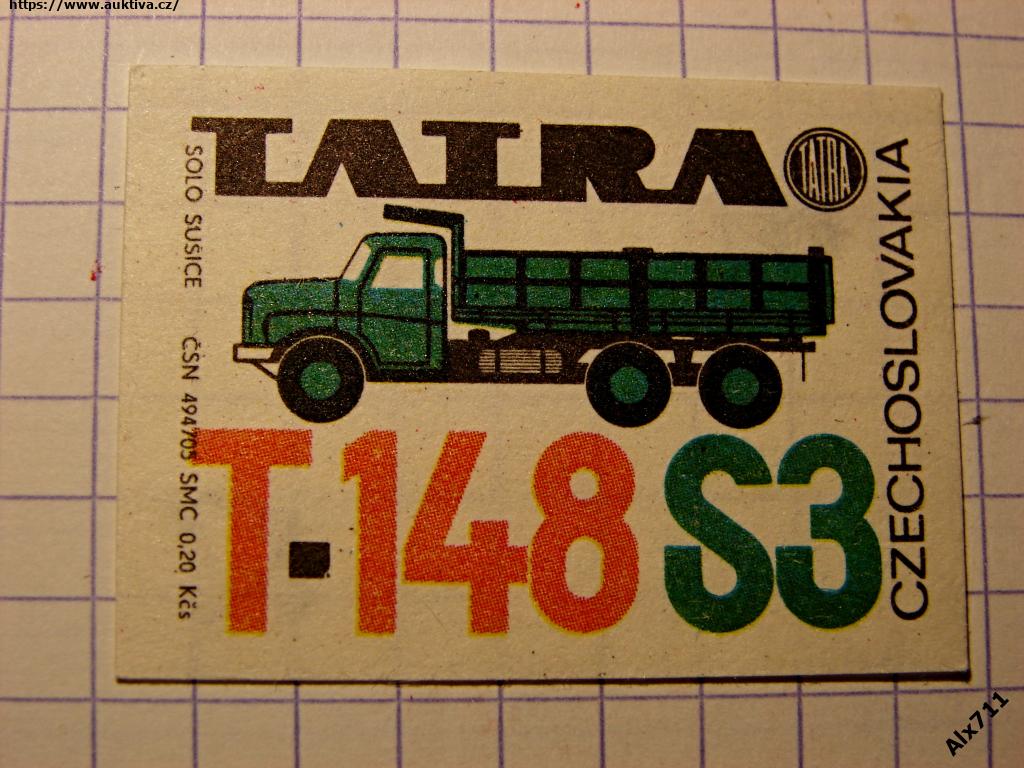 https://www.auktiva.cz/
TATRA
TATRA
SOLO SUŠICE ČSN 494705 SMC 0,20 Kčs
T-148 S3
CZECHOSLOVAKIA
Alx711